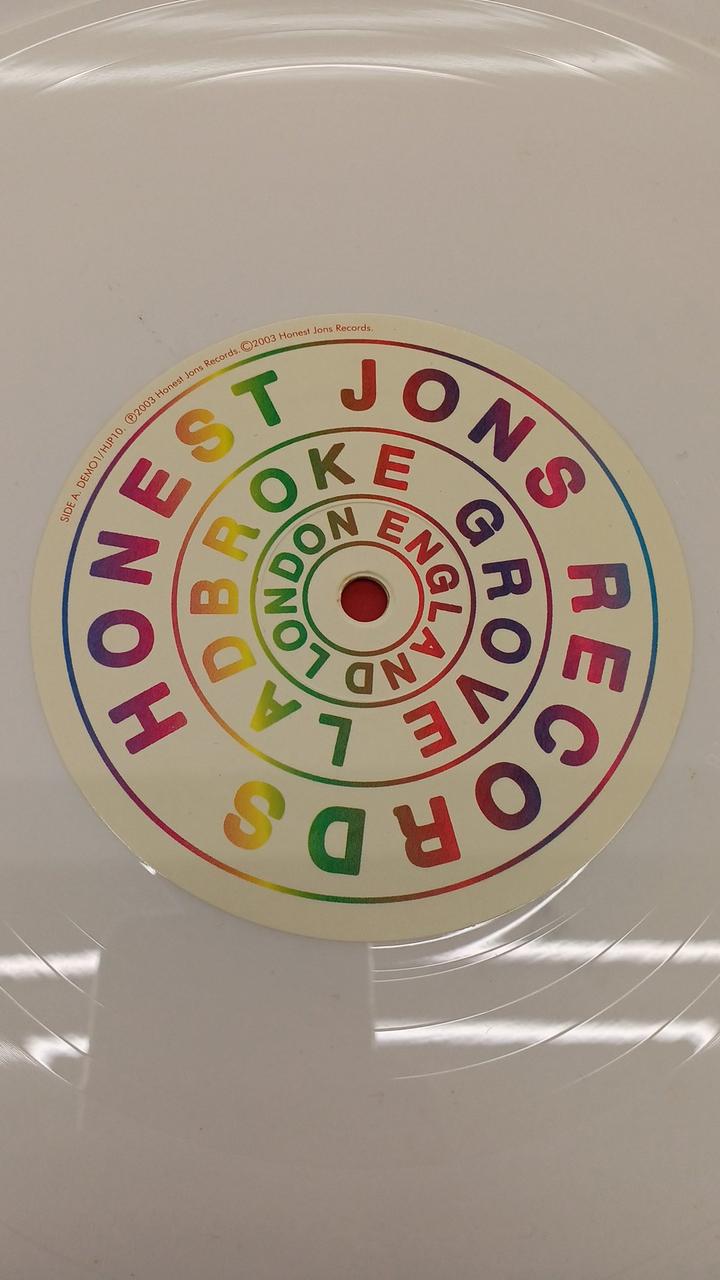 SIDE A. DEMO1/HJP10. ℗2003 Honest Jons Records. ©2003 Honest Jons Records.
HONEST JONS RECORDS
LADBROKE GROVE
LONDON ENGLAND